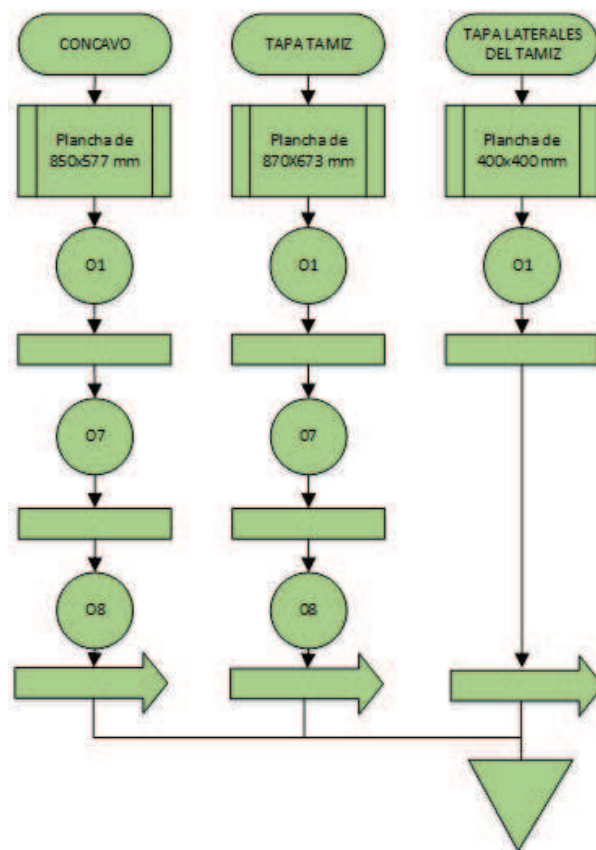 CONCAVO
TAPA TAMIZ
TAPA LATERALES
DEL TAMIZ
Plancha de
850x577 mm
Plancha de
870X673 mm
Plancha de
400x400 mm
O1
O1
O1
O7
O7
O8
O8